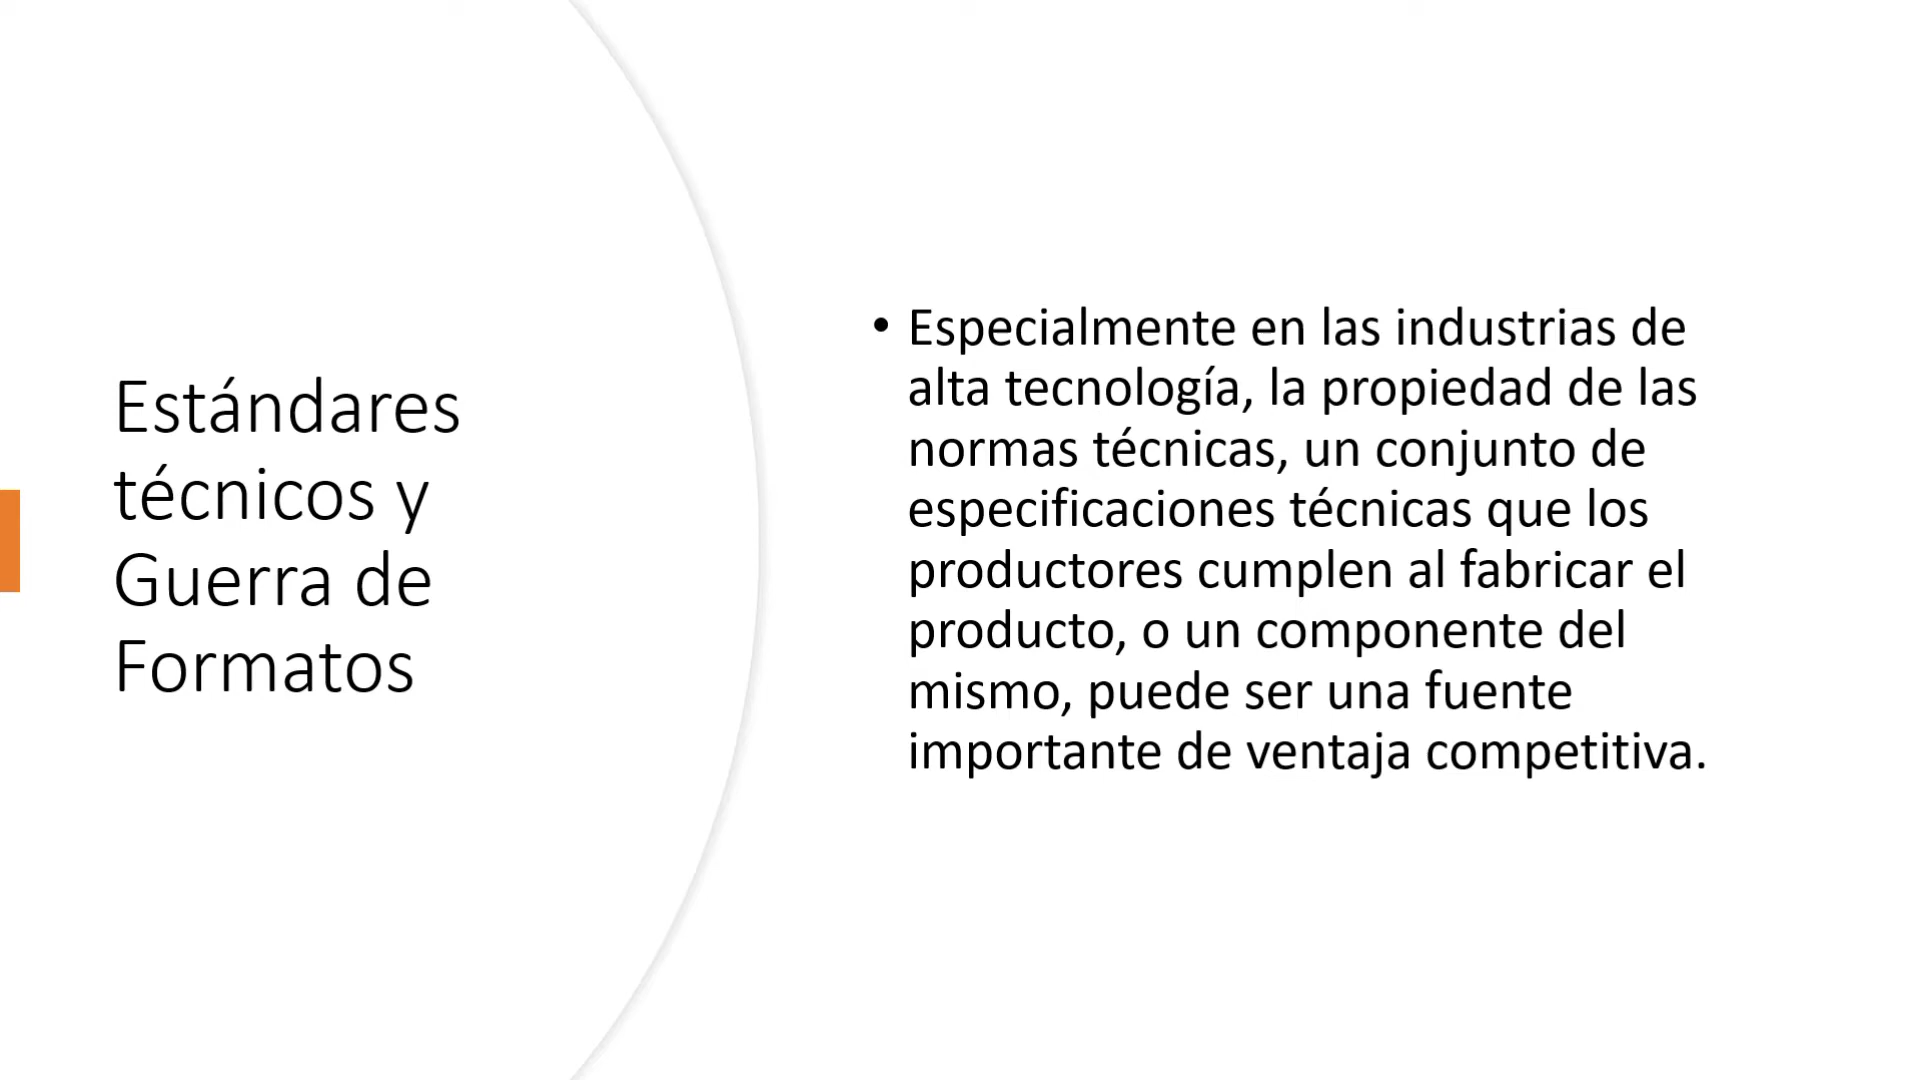 Estándares
técnicos y
Guerra de
Formatos
• Especialmente en las industrias de
alta tecnología, la propiedad de las
normas técnicas, un conjunto de
especificaciones técnicas que los
productores cumplen al fabricar el
producto, o un componente del
mismo, puede ser una fuente
importante de ventaja competitiva.